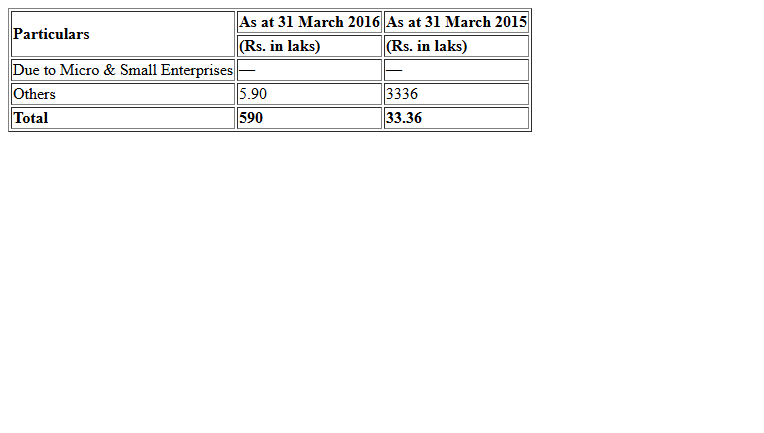 Particulars As at 31 March 2016 As at 31 March 2015
(Rs. in laks) (Rs. in laks)
Due to Micro & Small Enterprises — —
Others 5.90 3336
Total 590 33.36